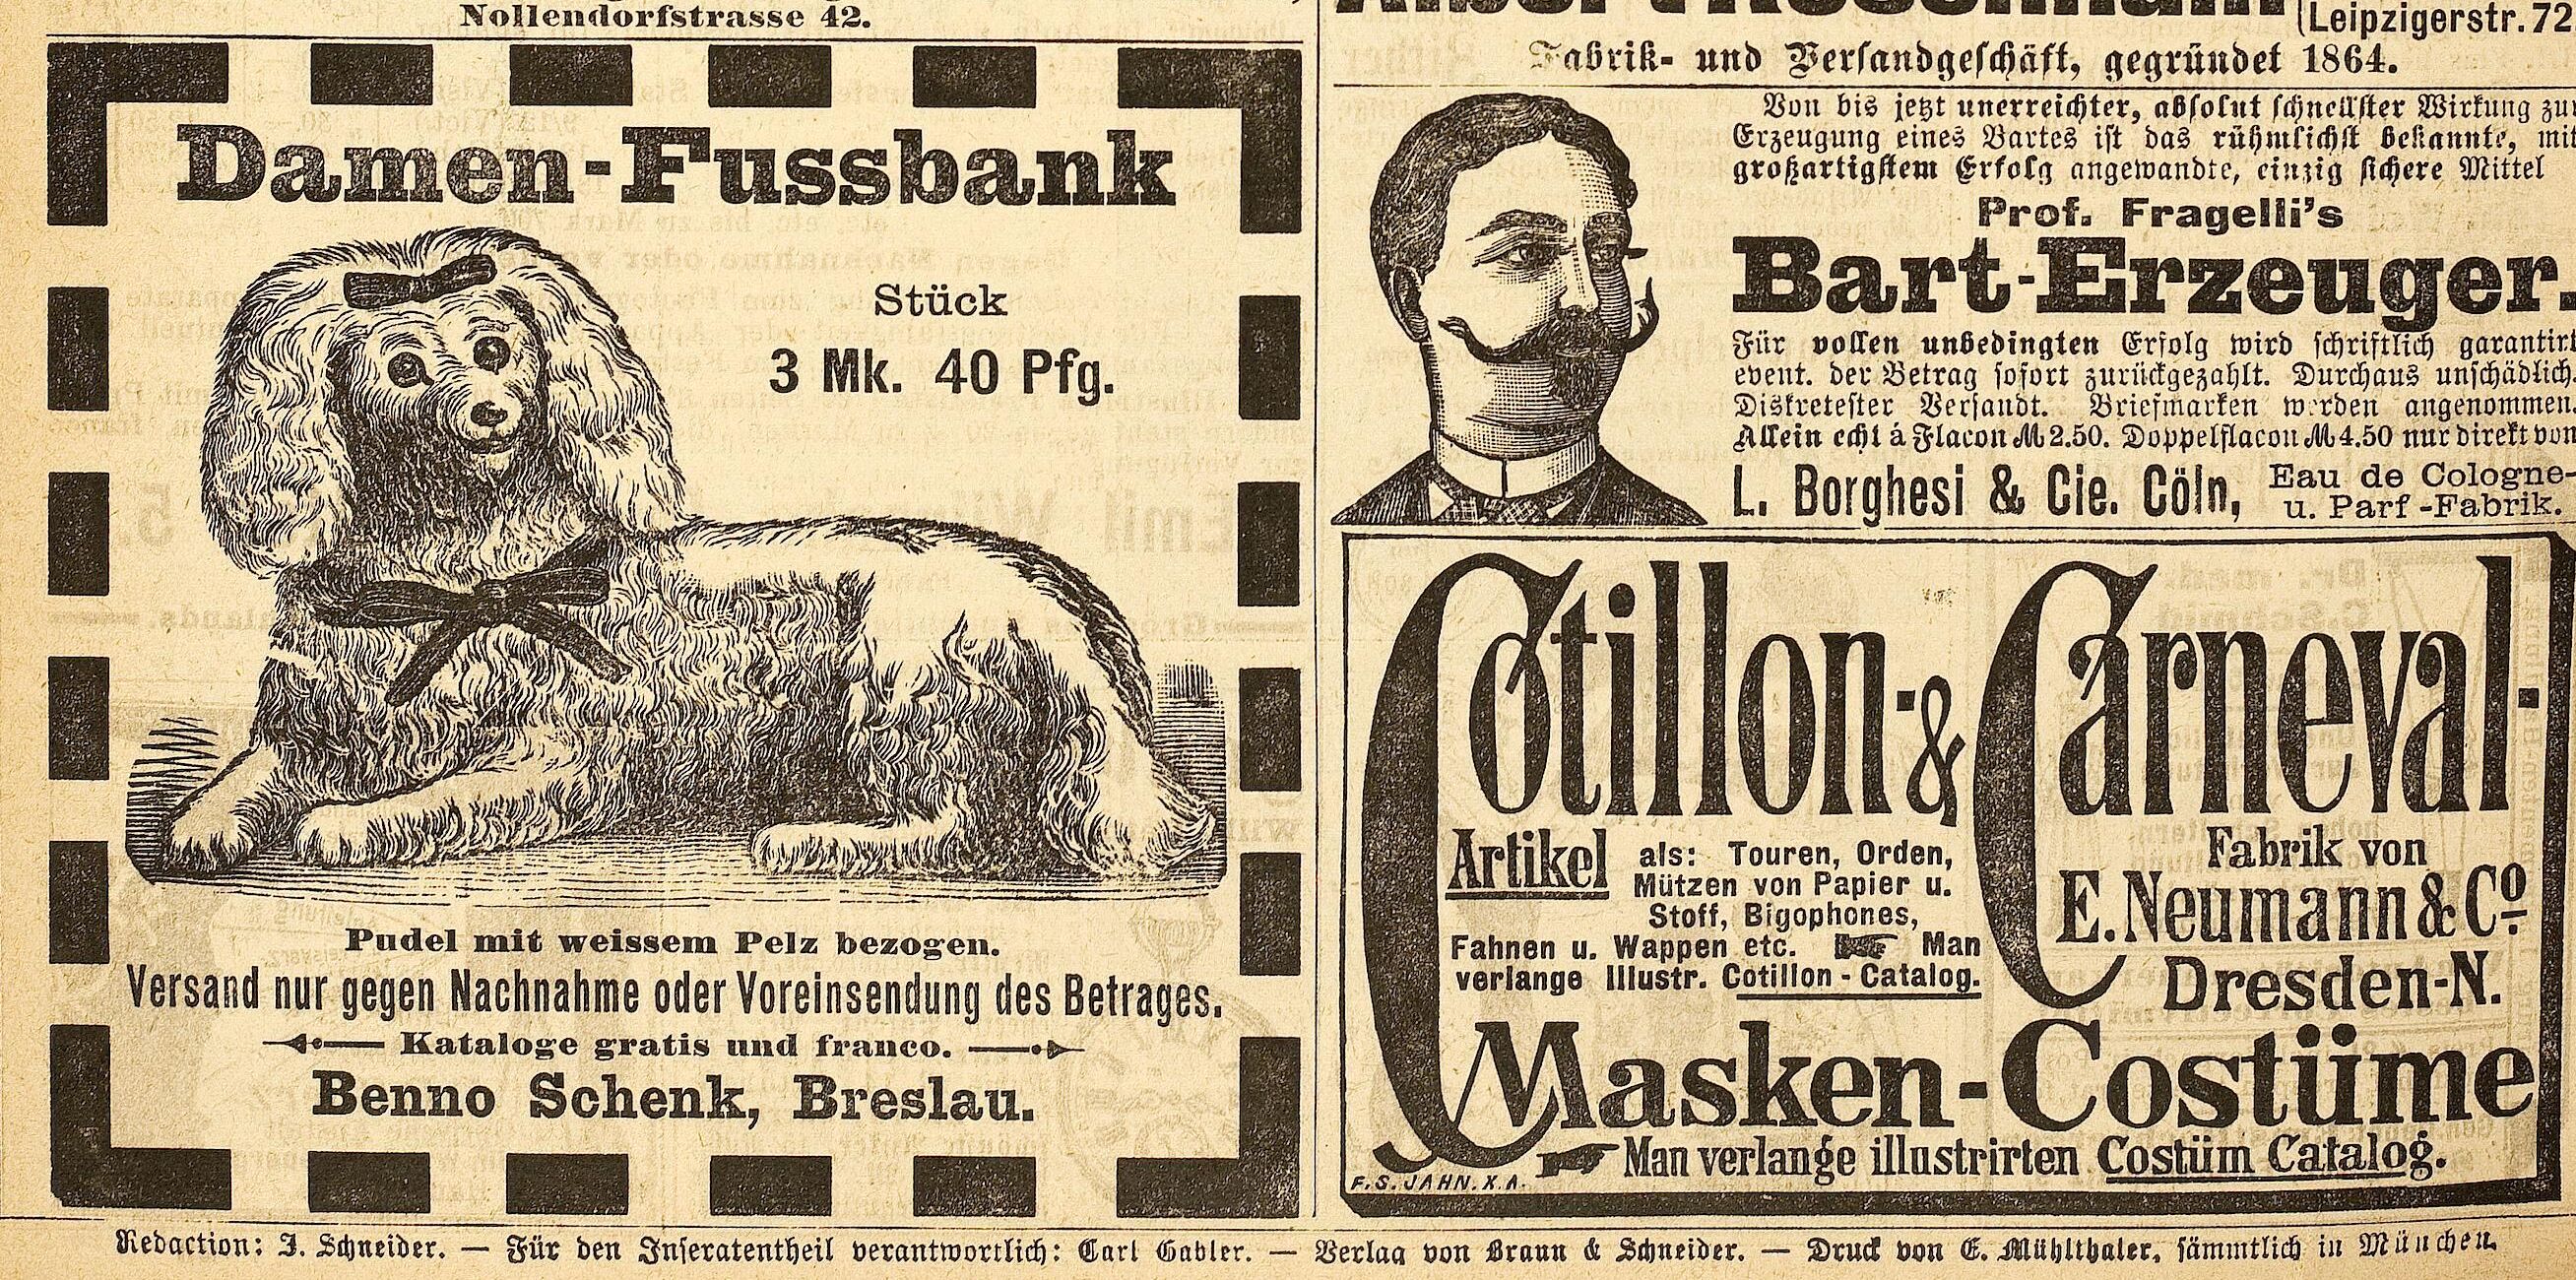 Nollendorfstrasse 42.
Damen-Fussbank
Stück
3 Mk. 40 Pfg.
Pudel mit weissem Pelz bezogen.
Versand nur gegen Nachnahme oder Voreinsendung des Betrages.
Kataloge gratis und franco.
Benno Schenk, Breslau.
Leipzigerstr. 72
Fabrik- und Versandgeschäft, gegründet 1864.
Von bis jetzt unerreichter, absolut schnellster Wirkung zur
Erzeugung eines Bartes ist das rühmlichst bekannte, mit
großartigstem Erfolg angewandte, einzig sichere Mittel
Prof. Fragelli's
Bart-Erzeuger.
Für vollen unbedingten Erfolg wird schriftlich garantirt
event. der Betrag sofort zurückgezahlt. Durchaus unschädlich.
Diskretester Versandt. Briefmarken werden angenommen.
Allein echt à Flacon M 2.50. Doppelflacon M 4.50 nur direkt von
L. Borghesi & Cie. Cöln, Eau de Cologne-
u. Parf-Fabrik.
Cotillon-& Carneval-
Artikel als: Touren, Orden,
Mützen von Papier u.
Stoff, Bigophones,
Fahnen u. Wappen etc. Man
verlange Illustr. Cotillon-Catalog.
Fabrik von
E. Neumann & Co
Dresden-N.
Masken-Costüme
Man verlange illustrirten Costüm Catalog.
F.S. JAHN. X.A.
Redaction: J. Schneider. — Für den Inseratentheil verantwortlich: Carl Gabler. — Verlag von Braun & Schneider. — Druck von E. Mühlthaler, sämmtlich in München.